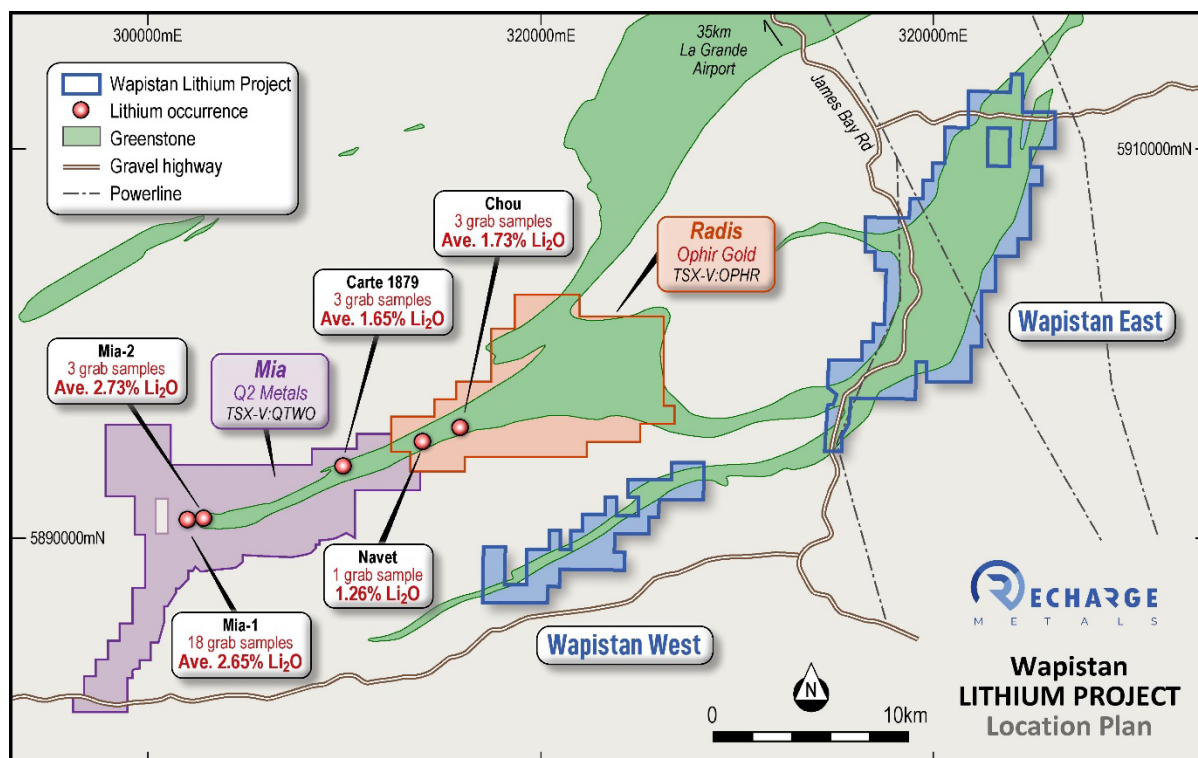 300000mE
320000mE
320000mE
35km
La Grande
Airport
James Bay Rd
5910000mN
Wapistan Lithium Project
Lithium occurrence
Greenstone
Gravel highway
Powerline
Chou
3 grab samples
Ave. 1.73% Li₂O
Radis
Ophir Gold
TSX-V:OPHR
Carte 1879
3 grab samples
Ave. 1.65% Li₂O
Wapistan East
Mia-2
3 grab samples
Ave. 2.73% Li₂O
Mia
Q2 Metals
TSX-V:QTWO
5890000mN
Navet
1 grab sample
1.26% Li₂O
Mia-1
18 grab samples
Ave. 2.65% Li₂O
Wapistan West
RECHARGE
METALS
N
0
10km
Wapistan
LITHIUM PROJECT
Location Plan